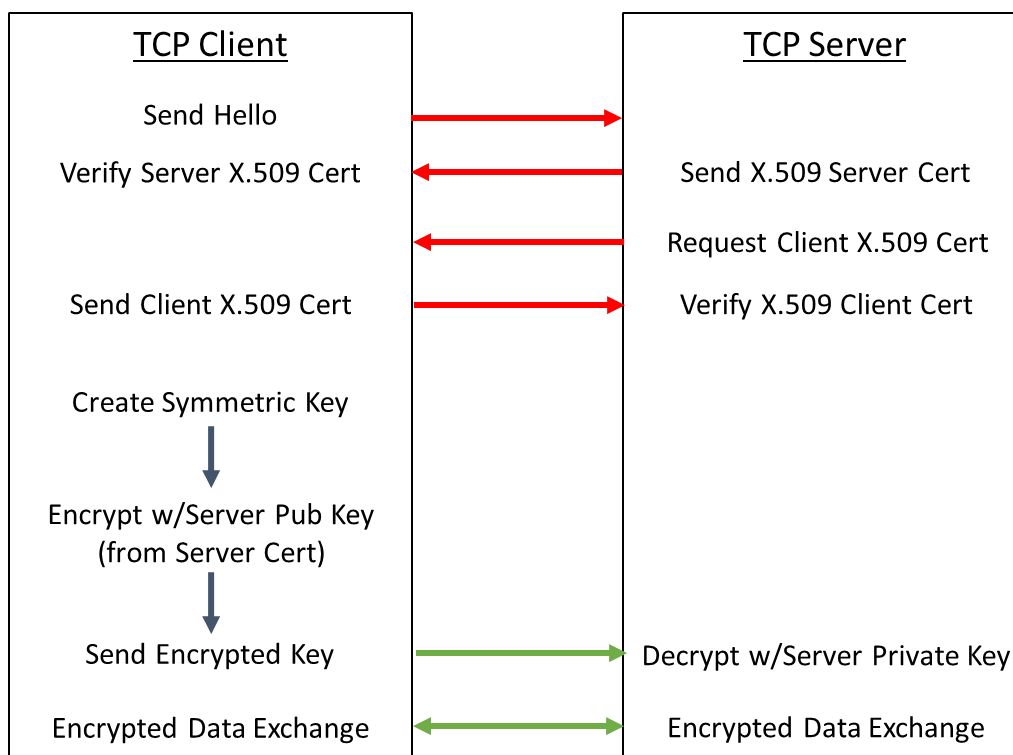 TCP Client
TCP Server
Send Hello
Verify Server X.509 Cert
Send X.509 Server Cert
Request Client X.509 Cert
Send Client X.509 Cert
Verify X.509 Client Cert
Create Symmetric Key
Encrypt w/Server Pub Key
(from Server Cert)
Send Encrypted Key
Decrypt w/Server Private Key
Encrypted Data Exchange
Encrypted Data Exchange